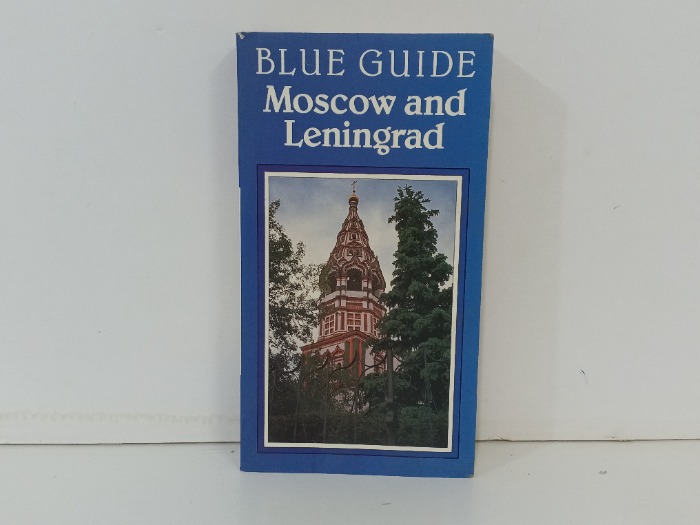 BLUE GUIDE
Moscow and
Leningrad